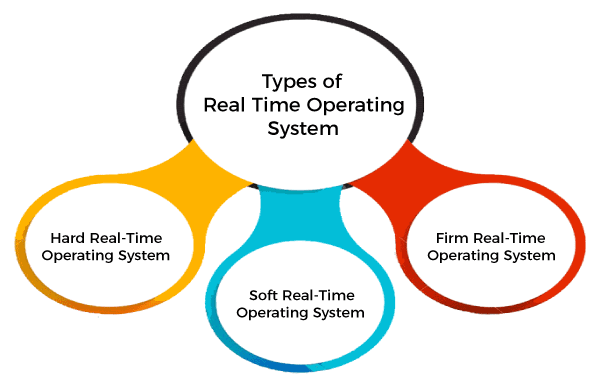 Types of
Real Time Operating
System
Hard Real-Time
Operating System
Soft Real-Time
Operating System
Firm Real-Time
Operating System